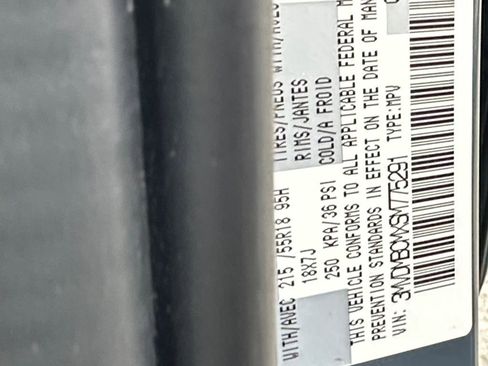 WITH/AVEC 215 /55R18 95H TIRES/PNEUS WITH/AVEC
18X7J RIMS/JANTES
250 KPA/36 PSI COLD/A FROID
THIS VEHICLE CONFORMS TO ALL APPLICABLE FEDERAL M
PREVENTION STANDARDS IN EFFECT ON THE DATE OF MAN
VIN: 3MVDMBCMXSM775291 TYPE:MPV